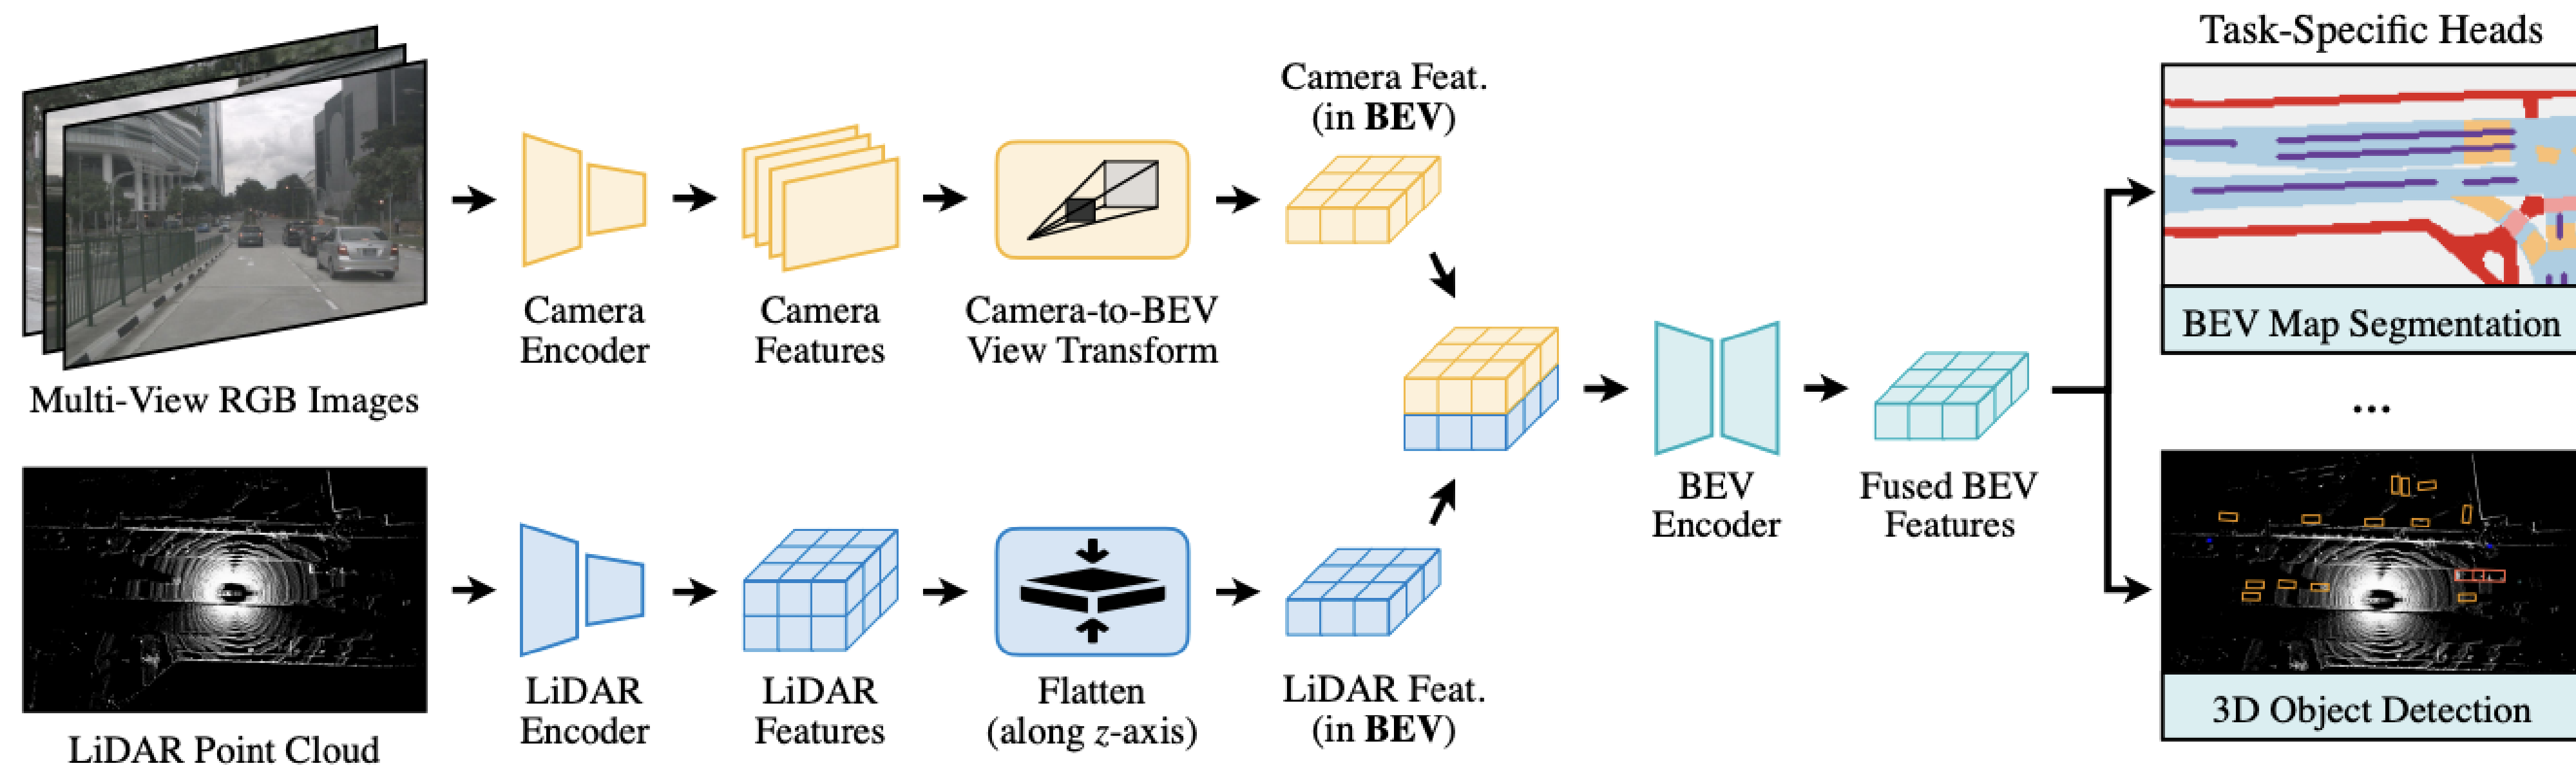 Task-Specific Heads
Camera Feat.
(in BEV)
Camera
Encoder
Camera
Features
Camera-to-BEV
View Transform
BEV Map Segmentation
Multi-View RGB Images
...
BEV
Encoder
Fused BEV
Features
LiDAR
Encoder
LiDAR
Features
Flatten
(along z-axis)
LiDAR Feat.
(in BEV)
3D Object Detection
LiDAR Point Cloud